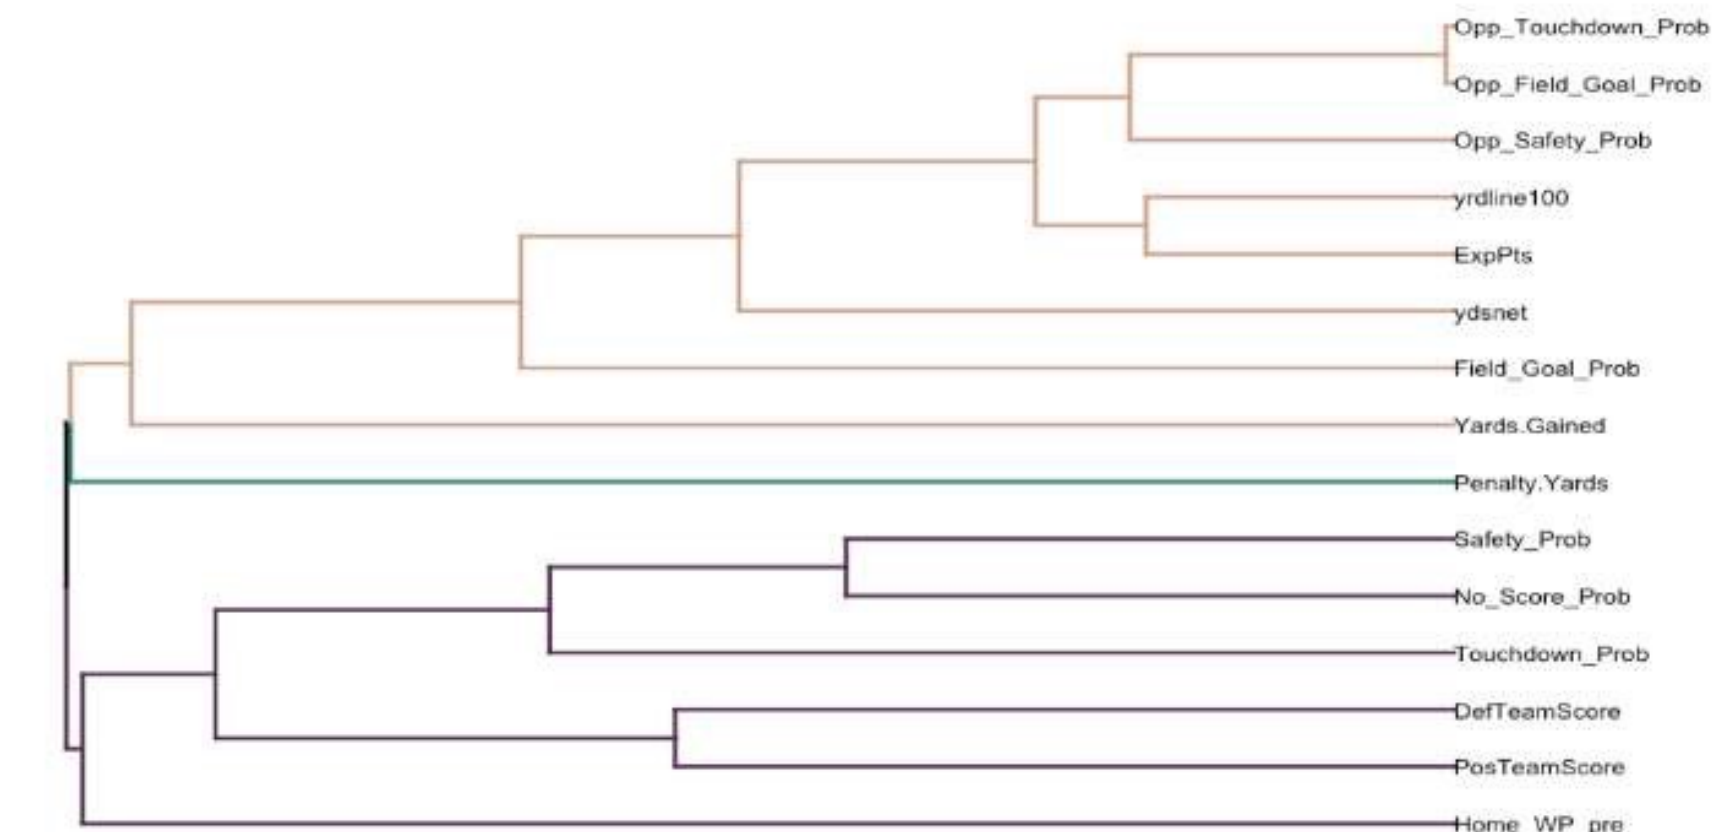 Opp_Touchdown_Prob
Opp_Field_Goal_Prob
Opp_Safety_Prob
yrdline100
ExpPts
ydsnet
Field_Goal_Prob
Yards.Gained
Penalty.Yards
Safety_Prob
No_Score_Prob
Touchdown_Prob
DefTeamScore
PosTeamScore
Home_WP_pre